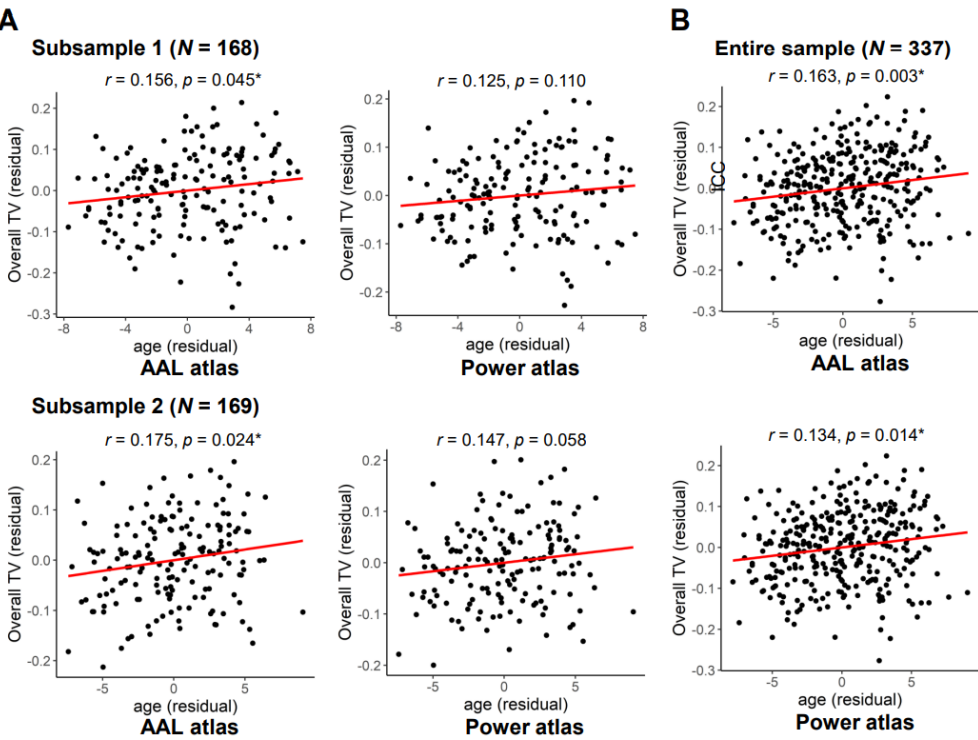 A
Subsample 1 (N = 168)
r = 0.156, p = 0.045*
Overall TV (residual)
0.2
0.1
0.0
-0.1
-0.2
-0.3
-8 -4 0 4 8
age (residual)
AAL atlas
r = 0.125, p = 0.110
Overall TV (residual)
0.2
0.1
0.0
-0.1
-0.2
-8 -4 0 4 8
age (residual)
Power atlas
B
Entire sample (N = 337)
r = 0.163, p = 0.003*
Overall TV (residual)
ICC
0.2
0.1
0.0
-0.1
-0.2
-0.3
-5 0 5
age (residual)
AAL atlas
Subsample 2 (N = 169)
r = 0.175, p = 0.024*
Overall TV (residual)
0.2
0.1
0.0
-0.1
-0.2
-5 0 5
age (residual)
AAL atlas
r = 0.147, p = 0.058
Overall TV (residual)
0.2
0.1
0.0
-0.1
-0.2
-5 0 5
age (residual)
Power atlas
r = 0.134, p = 0.014*
Overall TV (residual)
0.2
0.1
0.0
-0.1
-0.2
-0.3
-5 0 5
age (residual)
Power atlas